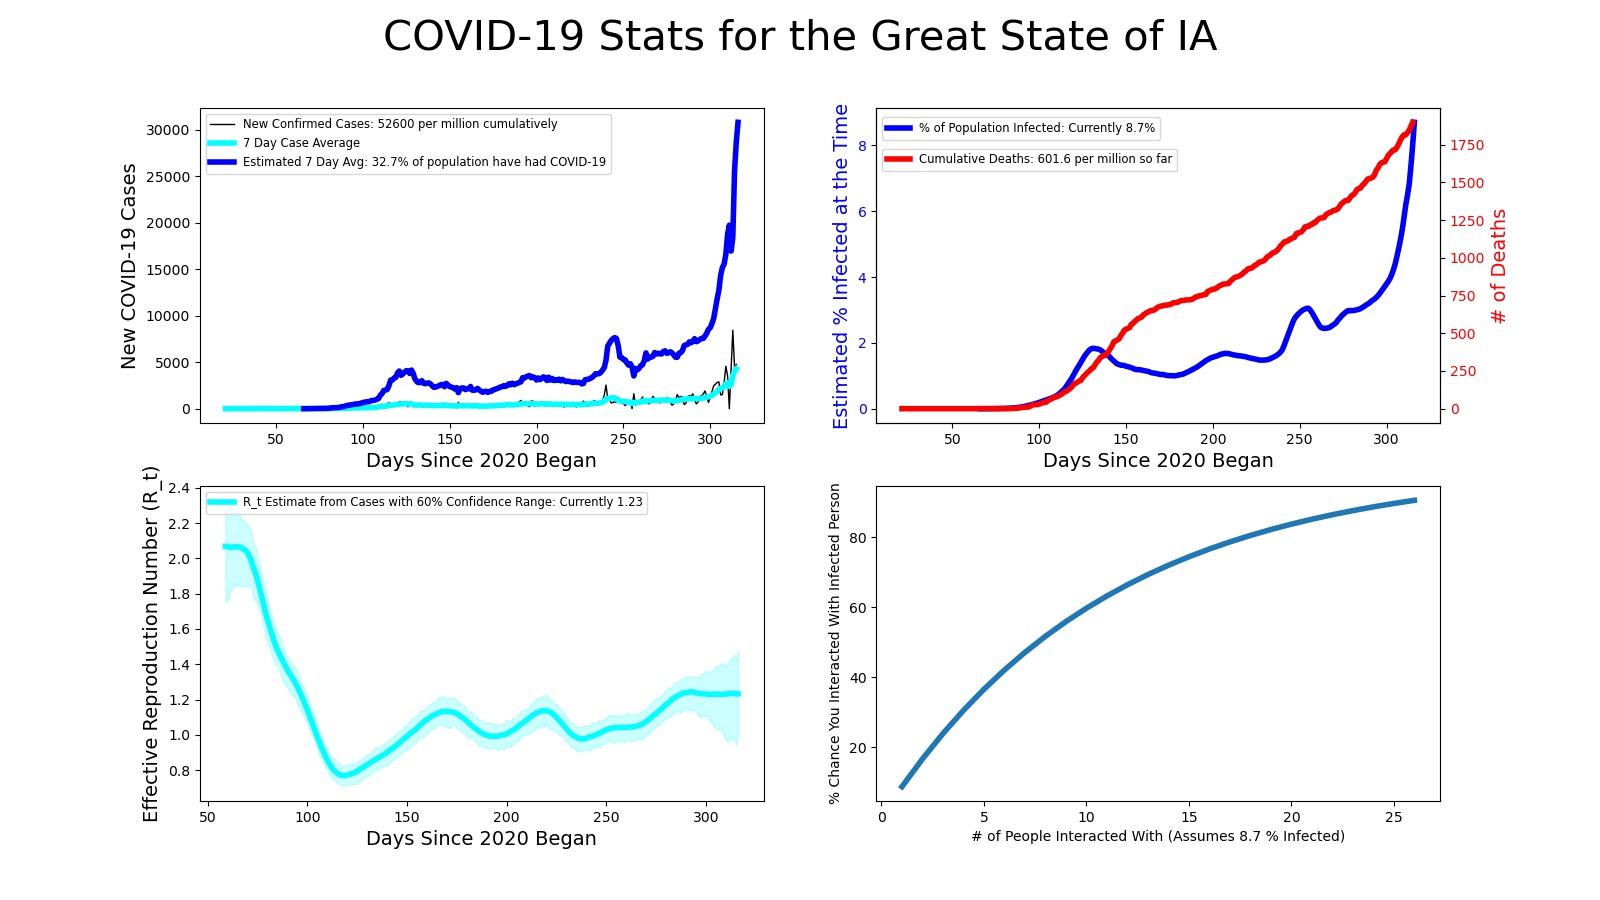 COVID-19 Stats for the Great State of IA
New COVID-19 Cases
30000
25000
20000
15000
10000
5000
0
New Confirmed Cases: 52600 per million cumulatively
7 Day Case Average
Estimated 7 Day Avg: 32.7% of population have had COVID-19
50 100 150 200 250 300
Days Since 2020 Began
Estimated % Infected at the Time
8
6
4
2
0
% of Population Infected: Currently 8.7%
Cumulative Deaths: 601.6 per million so far
1750
1500
1250
1000
750
500
250
0
# of Deaths
50 100 150 200 250 300
Days Since 2020 Began
Effective Reproduction Number (R_t)
2.4
2.2
2.0
1.8
1.6
1.4
1.2
1.0
0.8
R_t Estimate from Cases with 60% Confidence Range: Currently 1.23
50 100 150 200 250 300
Days Since 2020 Began
% Chance You Interacted With Infected Person
80
60
40
20
0 5 10 15 20 25
# of People Interacted With (Assumes 8.7 % Infected)